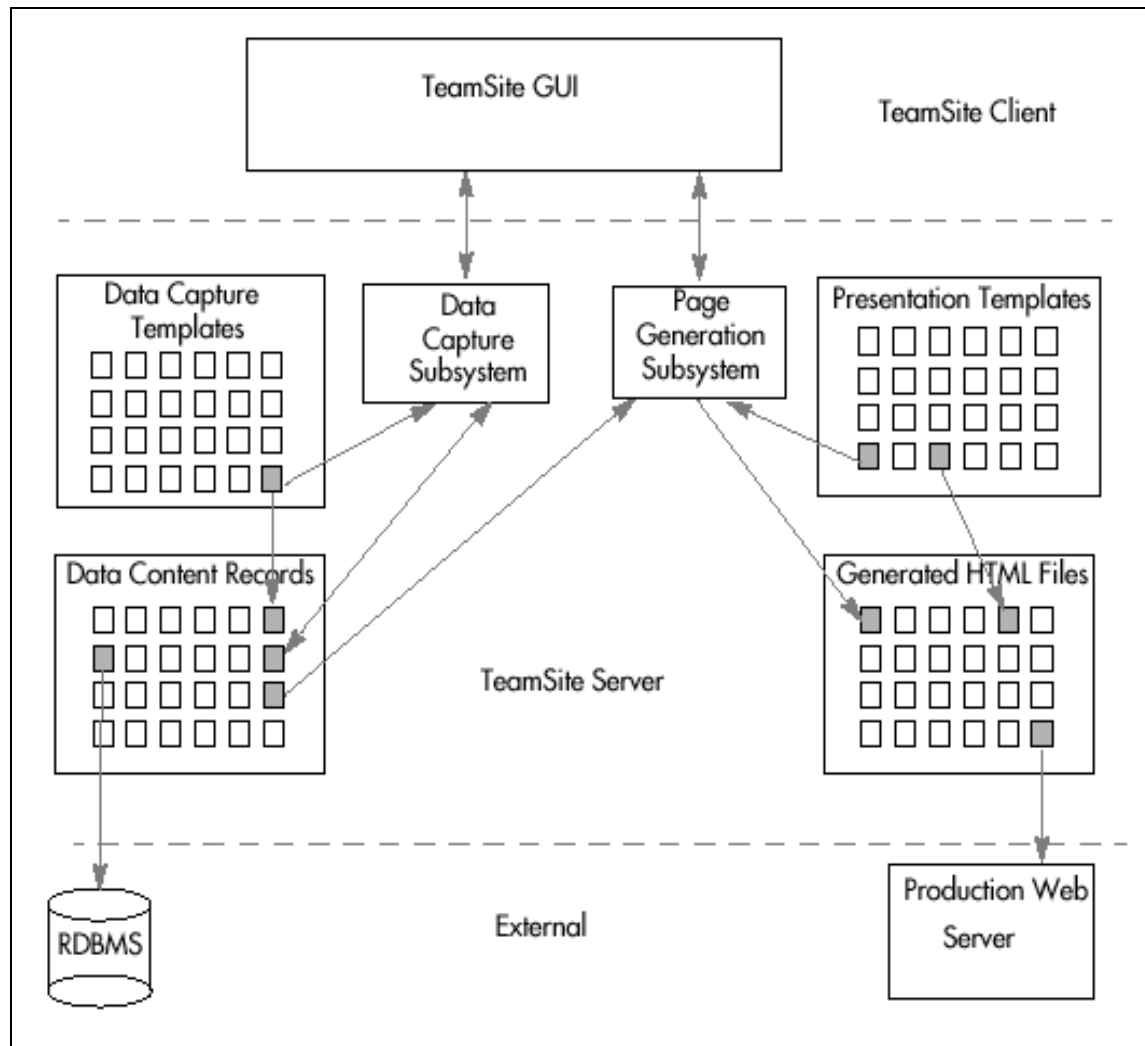 TeamSite GUI
TeamSite Client
Data Capture
Templates
Data
Capture
Subsystem
Page
Generation
Subsystem
Presentation Templates
Data Content Records
Generated HTML Files
TeamSite Server
RDBMS
External
Production Web
Server